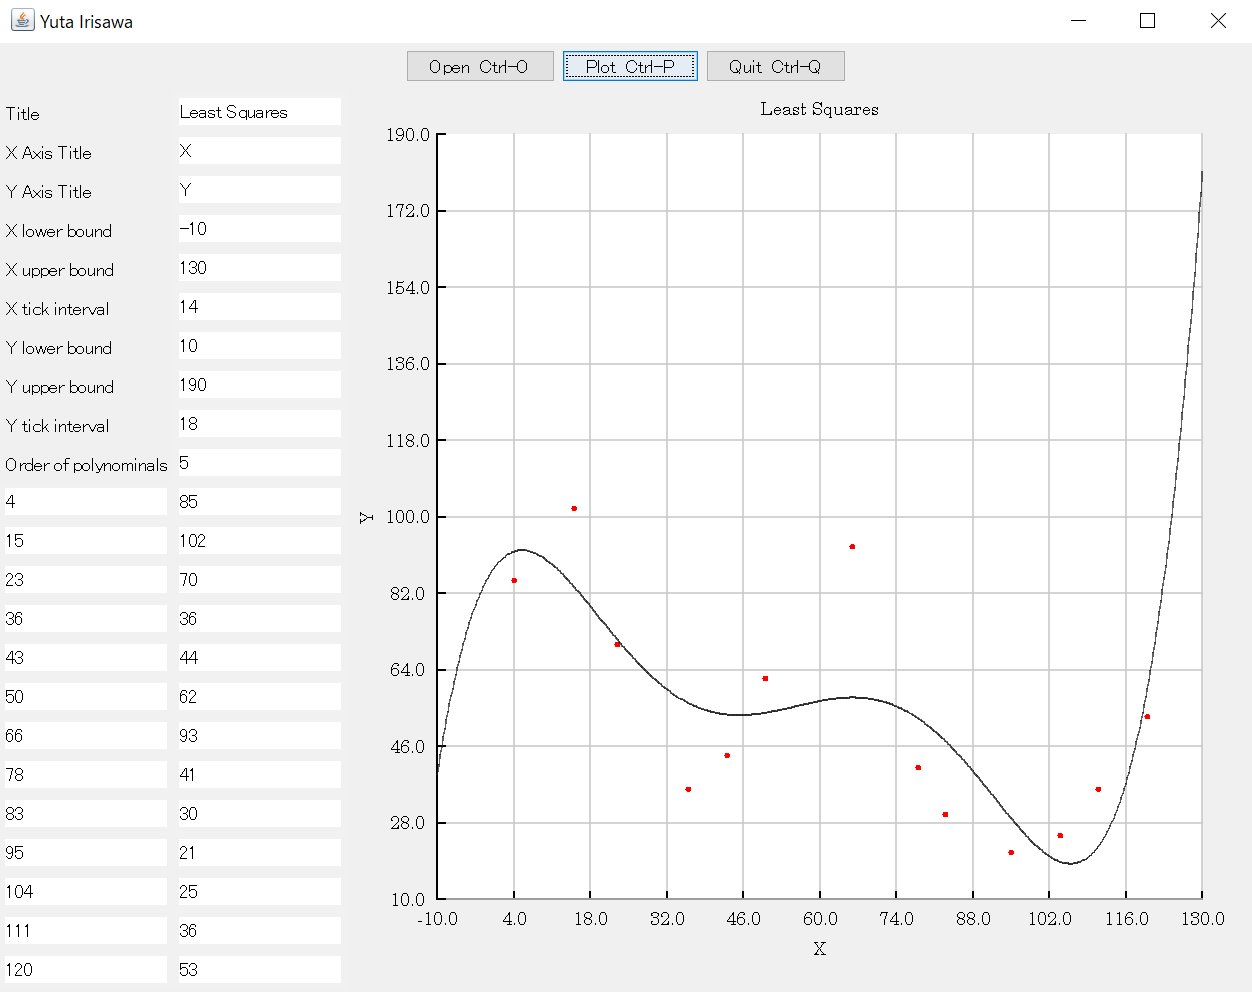 Yuta Irisawa
Open Ctrl-O Plot Ctrl-P Quit Ctrl-Q
Title Least Squares
X Axis Title X
Y Axis Title Y
X lower bound -10
X upper bound 130
X tick interval 14
Y lower bound 10
Y upper bound 190
Y tick interval 18
Order of polynominals 5
4 85
15 102
23 70
36 36
43 44
50 62
66 93
78 41
83 30
95 21
104 25
111 36
120 53
Least Squares
190.0
172.0
154.0
136.0
118.0
100.0
82.0
64.0
46.0
28.0
10.0
Y
-10.0 4.0 18.0 32.0 46.0 60.0 74.0 88.0 102.0 116.0 130.0
X